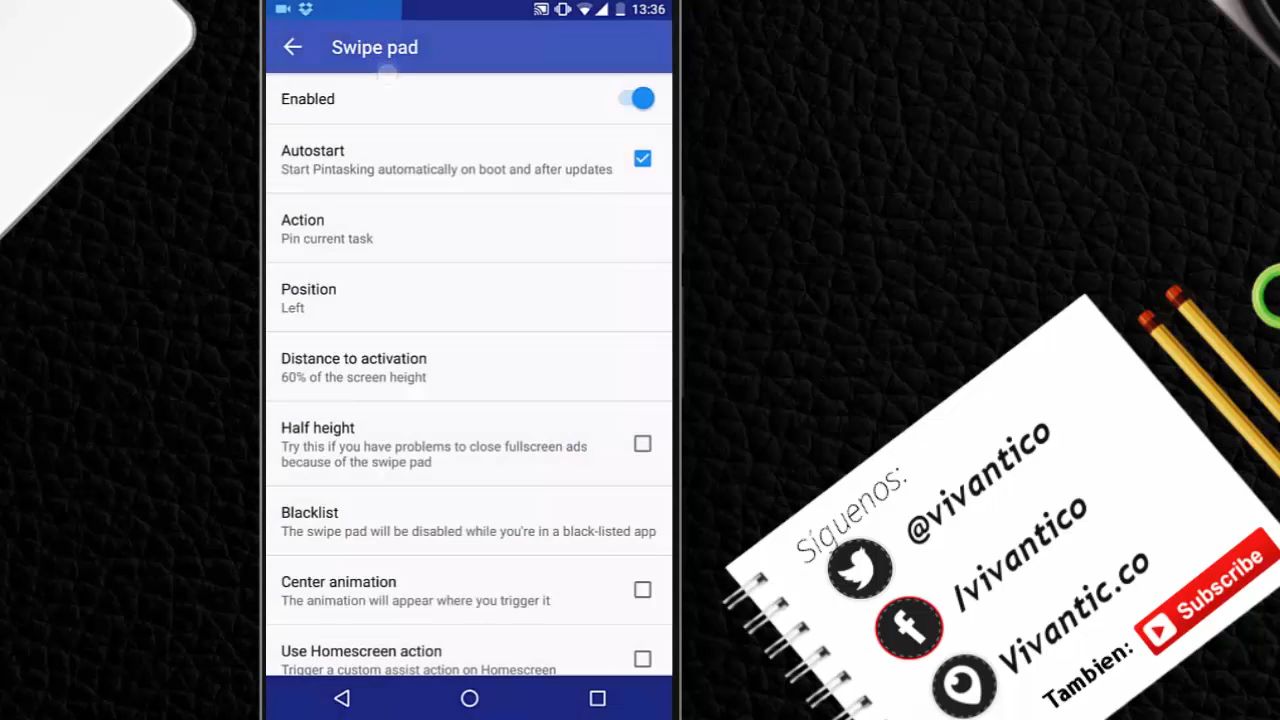 13:36
Swipe pad
Enabled
Autostart
Start Pintasking automatically on boot and after updates
Action
Pin current task
Position
Left
Distance to activation
60% of the screen height
Half height
Try this if you have problems to close fullscreen ads
because of the swipe pad
Blacklist
The swipe pad will be disabled while you're in a black-listed app
Center animation
The animation will appear where you trigger it
Use Homescreen action
Trigger a custom assist action on Homescreen
Síguenos:
@vivantico
/vivantico
Vivantic.co
Tambien: Subscribe